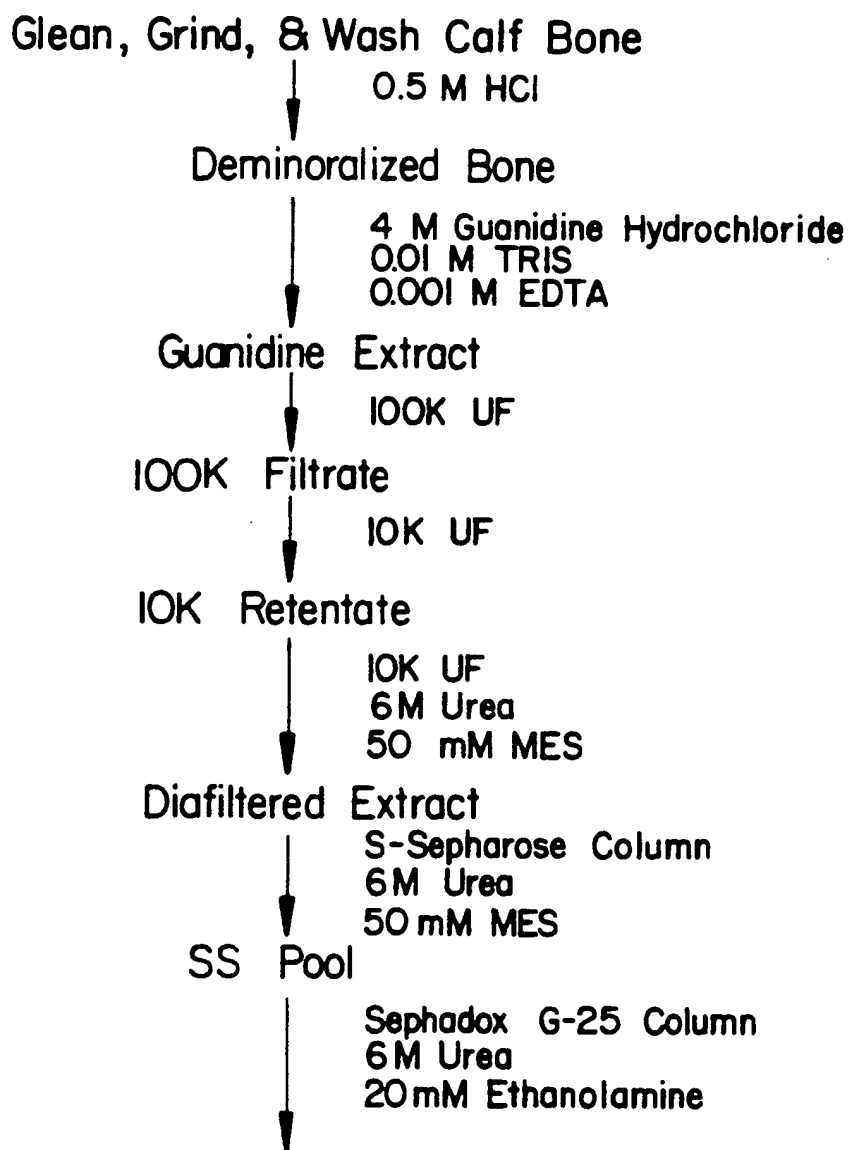 Glean, Grind, & Wash Calf Bone
0.5 M HCl
Deminoralized Bone
4 M Guanidine Hydrochloride
0.01 M TRIS
0.001 M EDTA
Guanidine Extract
100K UF
100K Filtrate
10K UF
10K Retentate
10K UF
6M Urea
50 mM MES
Diafiltered Extract
S-Sepharose Column
6M Urea
50mM MES
SS Pool
Sephadox G-25 Column
6M Urea
20mM Ethanolamine